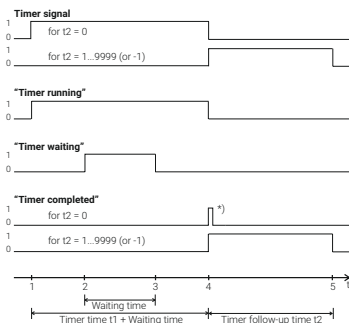 Timer signal
1
0
for t2 = 0
1
0
for t2 = 1...9999 (or -1)
"Timer running"
1
0
"Timer waiting"
1
0
"Timer completed"
1
0
for t2 = 0
*)
1
0
for t2 = 1...9999 (or -1)
1 2 3 4 5 t
Waiting time
Timer time t1 + Waiting time
Timer follow-up time t2